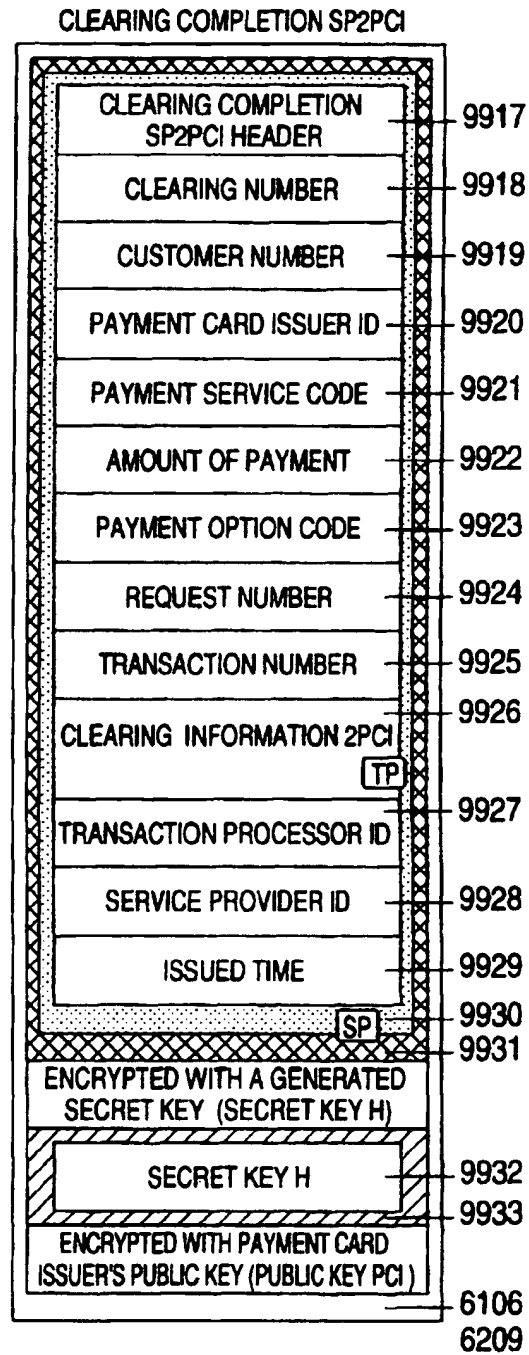 CLEARING COMPLETION SP2PCI
CLEARING COMPLETION
SP2PCI HEADER
9917
CLEARING NUMBER
9918
CUSTOMER NUMBER
9919
PAYMENT CARD ISSUER ID
9920
PAYMENT SERVICE CODE
9921
AMOUNT OF PAYMENT
9922
PAYMENT OPTION CODE
9923
REQUEST NUMBER
9924
TRANSACTION NUMBER
9925
9926
CLEARING INFORMATION 2PCI
TP
9927
TRANSACTION PROCESSOR ID
SERVICE PROVIDER ID
9928
ISSUED TIME
9929
SP
9930
9931
ENCRYPTED WITH A GENERATED
SECRET KEY (SECRET KEY H)
SECRET KEY H
9932
9933
ENCRYPTED WITH PAYMENT CARD
ISSUER'S PUBLIC KEY (PUBLIC KEY PCI)
6106
6209